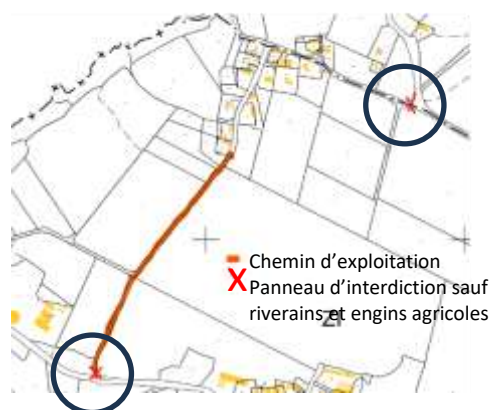 Chemin d’exploitation
X Panneau d’interdiction sauf
riverains et engins agricoles